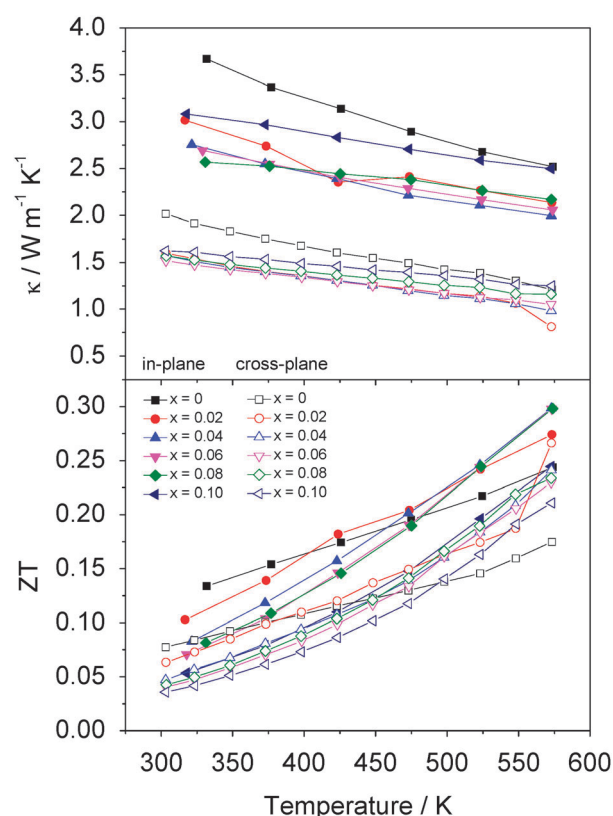 4.0
3.5
3.0
2.5
2.0
1.5
1.0
0.5
κ / W m⁻¹ K⁻¹
in-plane cross-plane
x = 0 x = 0
x = 0.02 x = 0.02
x = 0.04 x = 0.04
x = 0.06 x = 0.06
x = 0.08 x = 0.08
x = 0.10 x = 0.10
0.30
0.25
0.20
0.15
0.10
0.05
0.00
ZT
300 350 400 450 500 550 600
Temperature / K